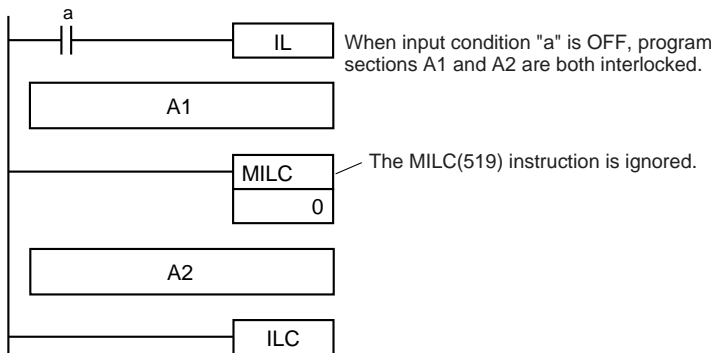 a
IL
When input condition "a" is OFF, program
sections A1 and A2 are both interlocked.
A1
MILC
The MILC(519) instruction is ignored.
0
A2
ILC